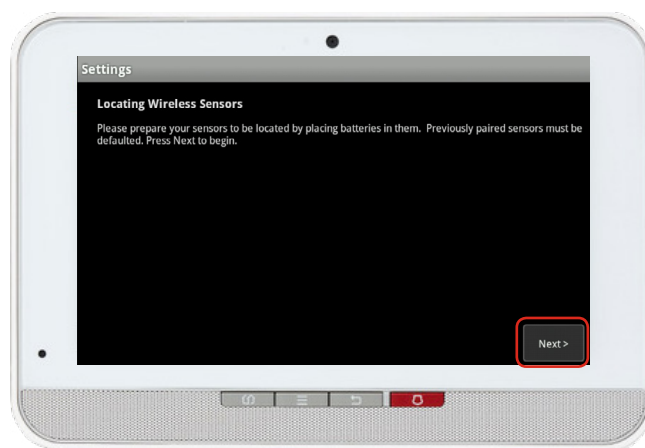 Settings
Locating Wireless Sensors
Please prepare your sensors to be located by placing batteries in them.  Previously paired sensors must be
defaulted. Press Next to begin.
Next >